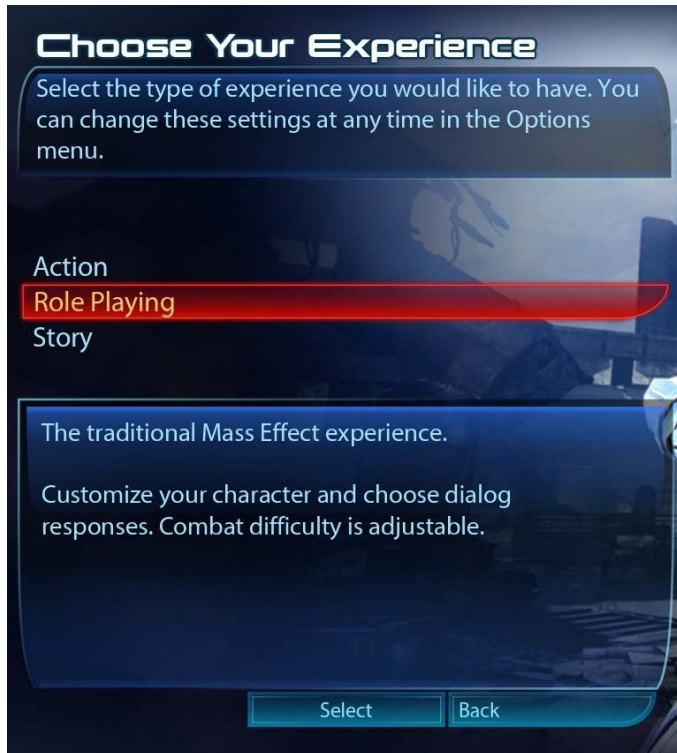 Choose Your Experience
Select the type of experience you would like to have. You
can change these settings at any time in the Options
menu.
Action
Role Playing
Story
The traditional Mass Effect experience.
Customize your character and choose dialog
responses. Combat difficulty is adjustable.
Select
Back